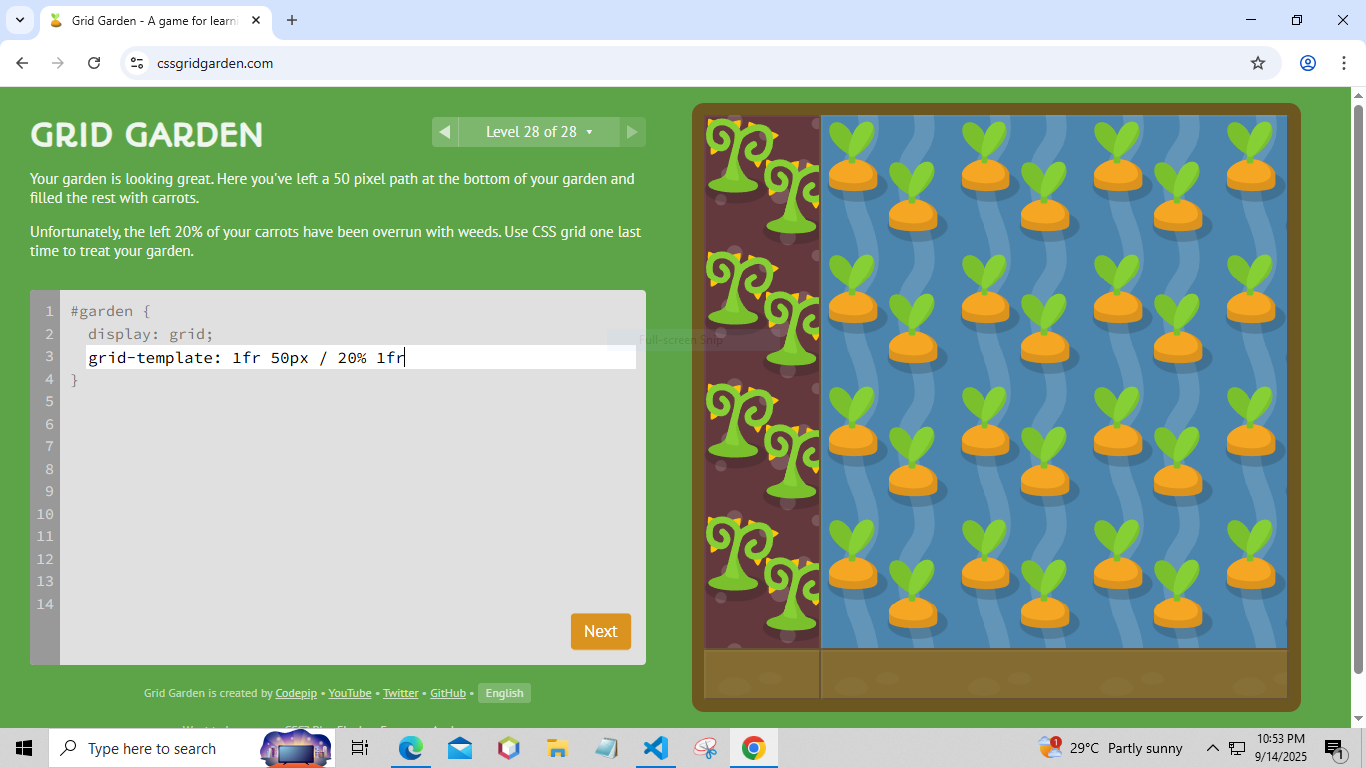 Grid Garden - A game for learni
cssgridgarden.com
GRID GARDEN
Level 28 of 28
Your garden is looking great. Here you've left a 50 pixel path at the bottom of your garden and
filled the rest with carrots.
Unfortunately, the left 20% of your carrots have been overrun with weeds. Use CSS grid one last
time to treat your garden.
1 #garden {
2 display: grid;
3 grid-template: 1fr 50px / 20% 1fr
4 }
5
6
7
8
9
10
11
12
13
14
Full-screen Snip
Next
Grid Garden is created by Codepip • YouTube • Twitter • GitHub • English
Type here to search
1
29°C Partly sunny
10:53 PM
9/14/2025
1